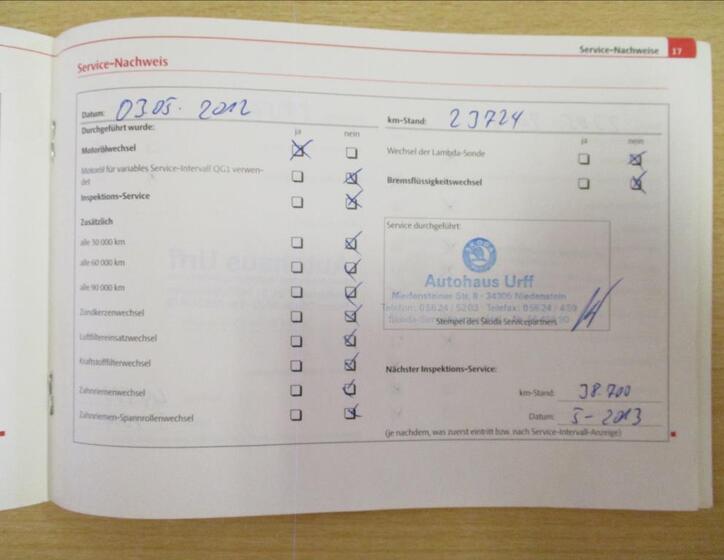 Service-Nachweise 17
Service-Nachweis
Datum: 03.05. 2012
km-Stand: 23724
Durchgeführt wurde:
ja nein
ja nein
Motorölwechsel
Wechsel der Lambda-Sonde
Motoröl für variables Service-Intervall QG1 verwen-
det
Bremsflüssigkeitswechsel
Inspektions-Service
Zusätzlich
Service durchgeführt:
alle 30 000 km
alle 60 000 km
alle 90 000 km
Zündkerzenwechsel
Luftfiltereinsatzwechsel
Kraftstofffilterwechsel
Zahnriemenwechsel
Zahnriemen-Spannrollenwechsel
SKODA
Autohaus Urff
Niedensteiner Str. 8 · 34305 Niedenstein
Telefon: 05624/5203 · Telefax: 05624/459
Stempel des Skoda Servicepartners
Nächster Inspektions-Service:
km-Stand: 38.700
Datum: 5-2013
(je nachdem, was zuerst eintritt bzw. nach Service-Intervall-Anzeige)